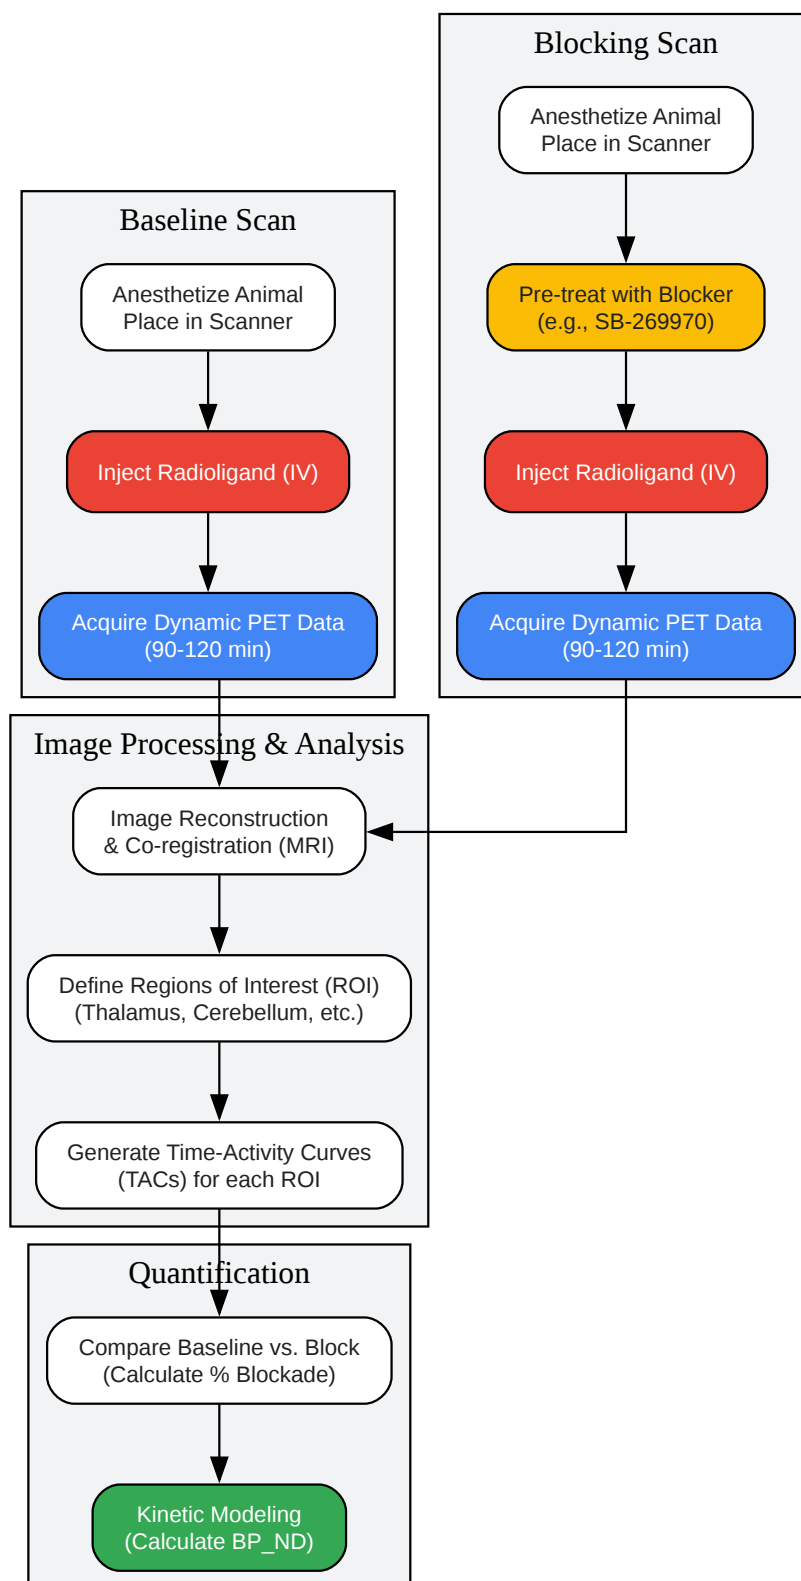 Blocking Scan
Anesthetize Animal
Place in Scanner
Pre-treat with Blocker
(e.g., SB-269970)
Inject Radioligand (IV)
Acquire Dynamic PET Data
(90-120 min)
Baseline Scan
Anesthetize Animal
Place in Scanner
Inject Radioligand (IV)
Acquire Dynamic PET Data
(90-120 min)
Image Processing & Analysis
Image Reconstruction
& Co-registration (MRI)
Define Regions of Interest (ROI)
(Thalamus, Cerebellum, etc.)
Generate Time-Activity Curves
(TACs) for each ROI
Quantification
Compare Baseline vs. Block
(Calculate % Blockade)
Kinetic Modeling
(Calculate BP_ND)